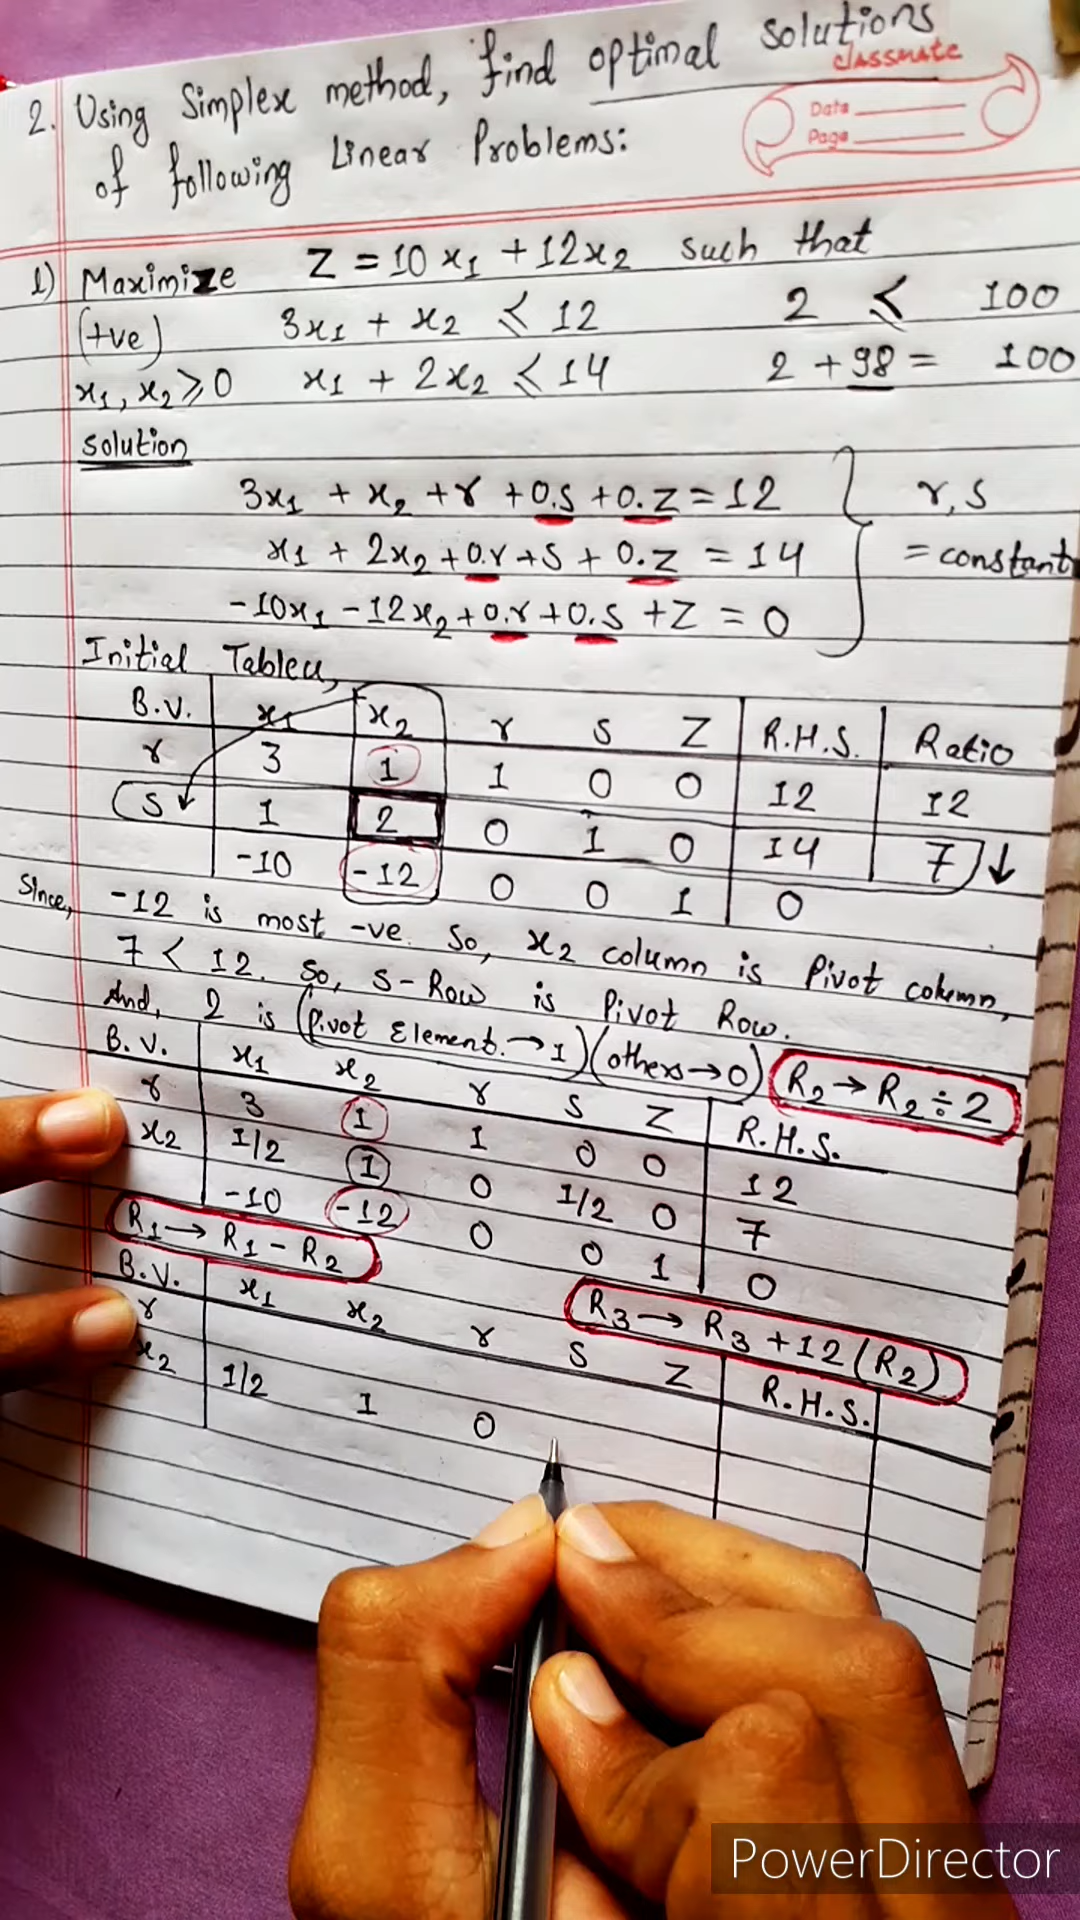 2. Using Simplex method, find optimal solutions
classmate
Date
Page
of following Linear Problems:
1) Maximize Z = 10x₁ + 12x₂ such that
(+ve) 3x₁ + x₂ ≤ 12 2 ≤ 100
x₁, x₂ ≥ 0 x₁ + 2x₂ ≤ 14 2 + 98 = 100
Solution
3x₁ + x₂ + r + 0.s + 0.z = 12 r, s
x₁ + 2x₂ + 0.r + s + 0.z = 14 = constant
-10x₁ - 12x₂ + 0.r + 0.s + z = 0
Initial Tableu,
B.V. x₁ x₂ r s z R.H.S. Ratio
r 3 1 1 0 0 12 12
s 1 2 0 1 0 14 7 ↓
-10 -12 0 0 1 0
Since, -12 is most -ve. So, x₂ column is Pivot column,
7 < 12. So, s-Row is Pivot Row.
And, 2 is (Pivot Element. → 1) (others → 0) R₂ → R₂ ÷ 2
B.V. x₁ x₂ r s z R.H.S.
r 3 1 1 0 0 12
x₂ 1/2 1 0 1/2 0 7
-10 -12 0 0 1 0
R₁ → R₁ - R₂ R₃ → R₃ + 12(R₂)
B.V. x₁ x₂ r s z R.H.S.
r
x₂ 1/2 1 0
PowerDirector